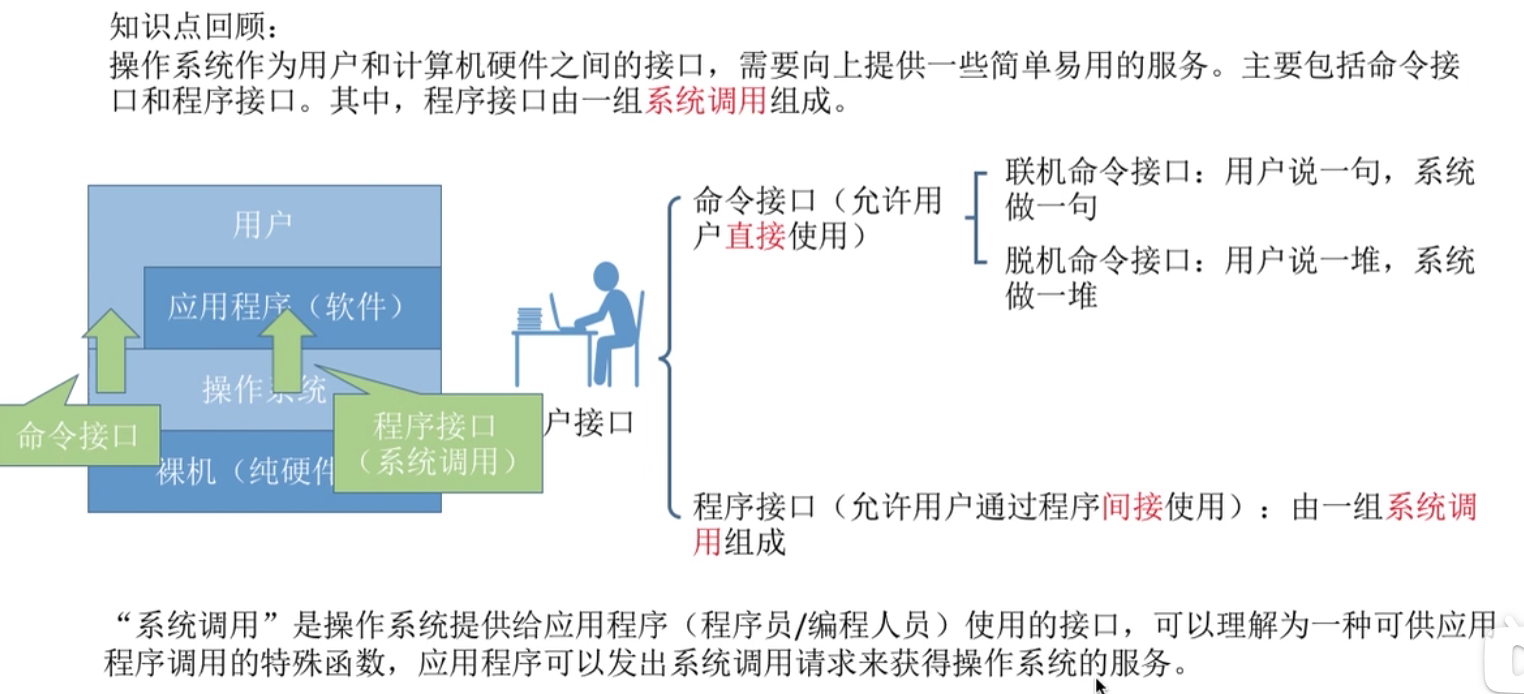 知识点回顾：
操作系统作为用户和计算机硬件之间的接口，需要向上提供一些简单易用的服务。主要包括命令接
口和程序接口。其中，程序接口由一组系统调用组成。
用户
应用程序（软件）
操作系统
裸机（纯硬件
命令接口
程序接口
（系统调用）
户接口
命令接口（允许用
户直接使用）
联机命令接口：用户说一句，系统
做一句
脱机命令接口：用户说一堆，系统
做一堆
程序接口（允许用户通过程序间接使用）：由一组系统调
用组成
“系统调用”是操作系统提供给应用程序（程序员/编程人员）使用的接口，可以理解为一种可供应用
程序调用的特殊函数，应用程序可以发出系统调用请求来获得操作系统的服务。